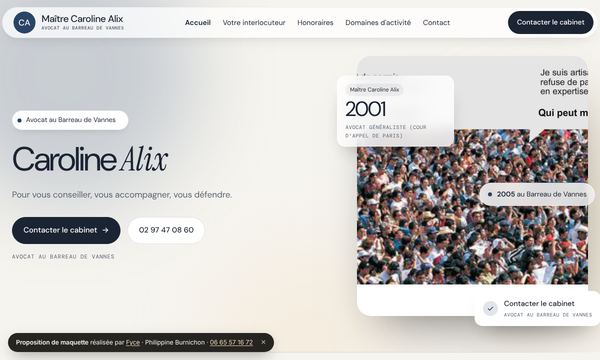 CA
Maître Caroline Alix
AVOCAT AU BARREAU DE VANNES
Accueil
Votre interlocuteur
Honoraires
Domaines d'activité
Contact
Contacter le cabinet
Avocat au Barreau de Vannes
Caroline Alix
Pour vous conseiller, vous accompagner, vous défendre.
Contacter le cabinet →
02 97 47 08 60
AVOCAT AU BARREAU DE VANNES
Je suis artis
refuse de pa
en expertise
Qui peut m
Maître Caroline Alix
2001
AVOCAT GÉNÉRALISTE (COUR
D'APPEL DE PARIS)
2005 au Barreau de Vannes
Contacter le cabinet
AVOCAT AU BARREAU DE VANNES
Proposition de maquette réalisée par Fyce · Philippine Burnichon · 06 65 57 16 72 ×